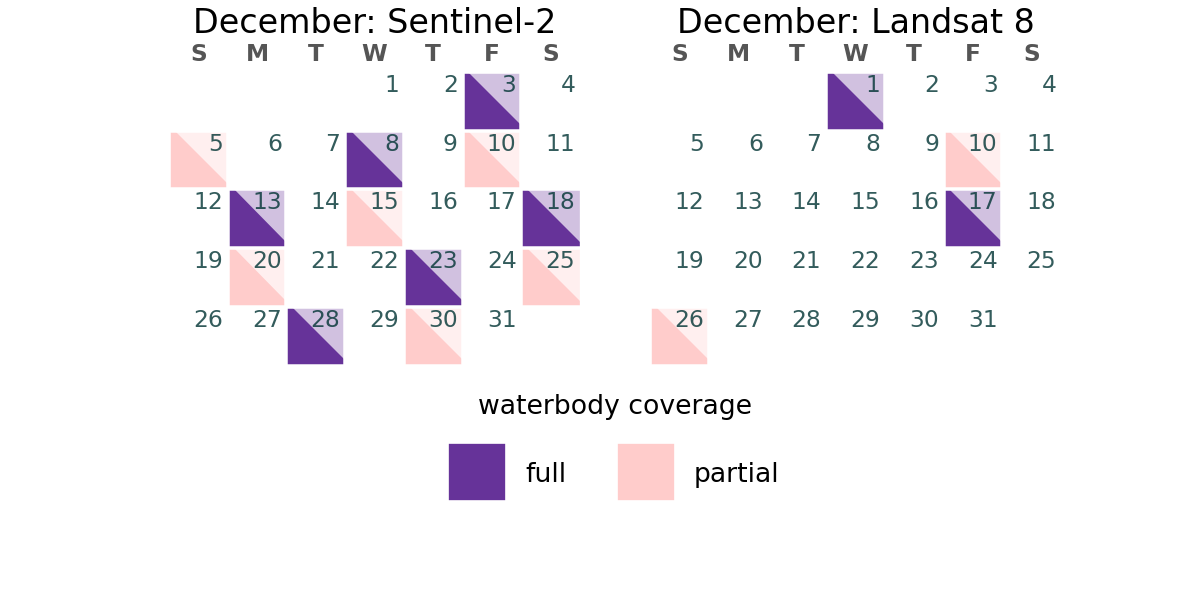 December: Sentinel-2
S M T W T F S
1 2 3 4
5 6 7 8 9 10 11
12 13 14 15 16 17 18
19 20 21 22 23 24 25
26 27 28 29 30 31
December: Landsat 8
S M T W T F S
1 2 3 4
5 6 7 8 9 10 11
12 13 14 15 16 17 18
19 20 21 22 23 24 25
26 27 28 29 30 31
waterbody coverage
full partial